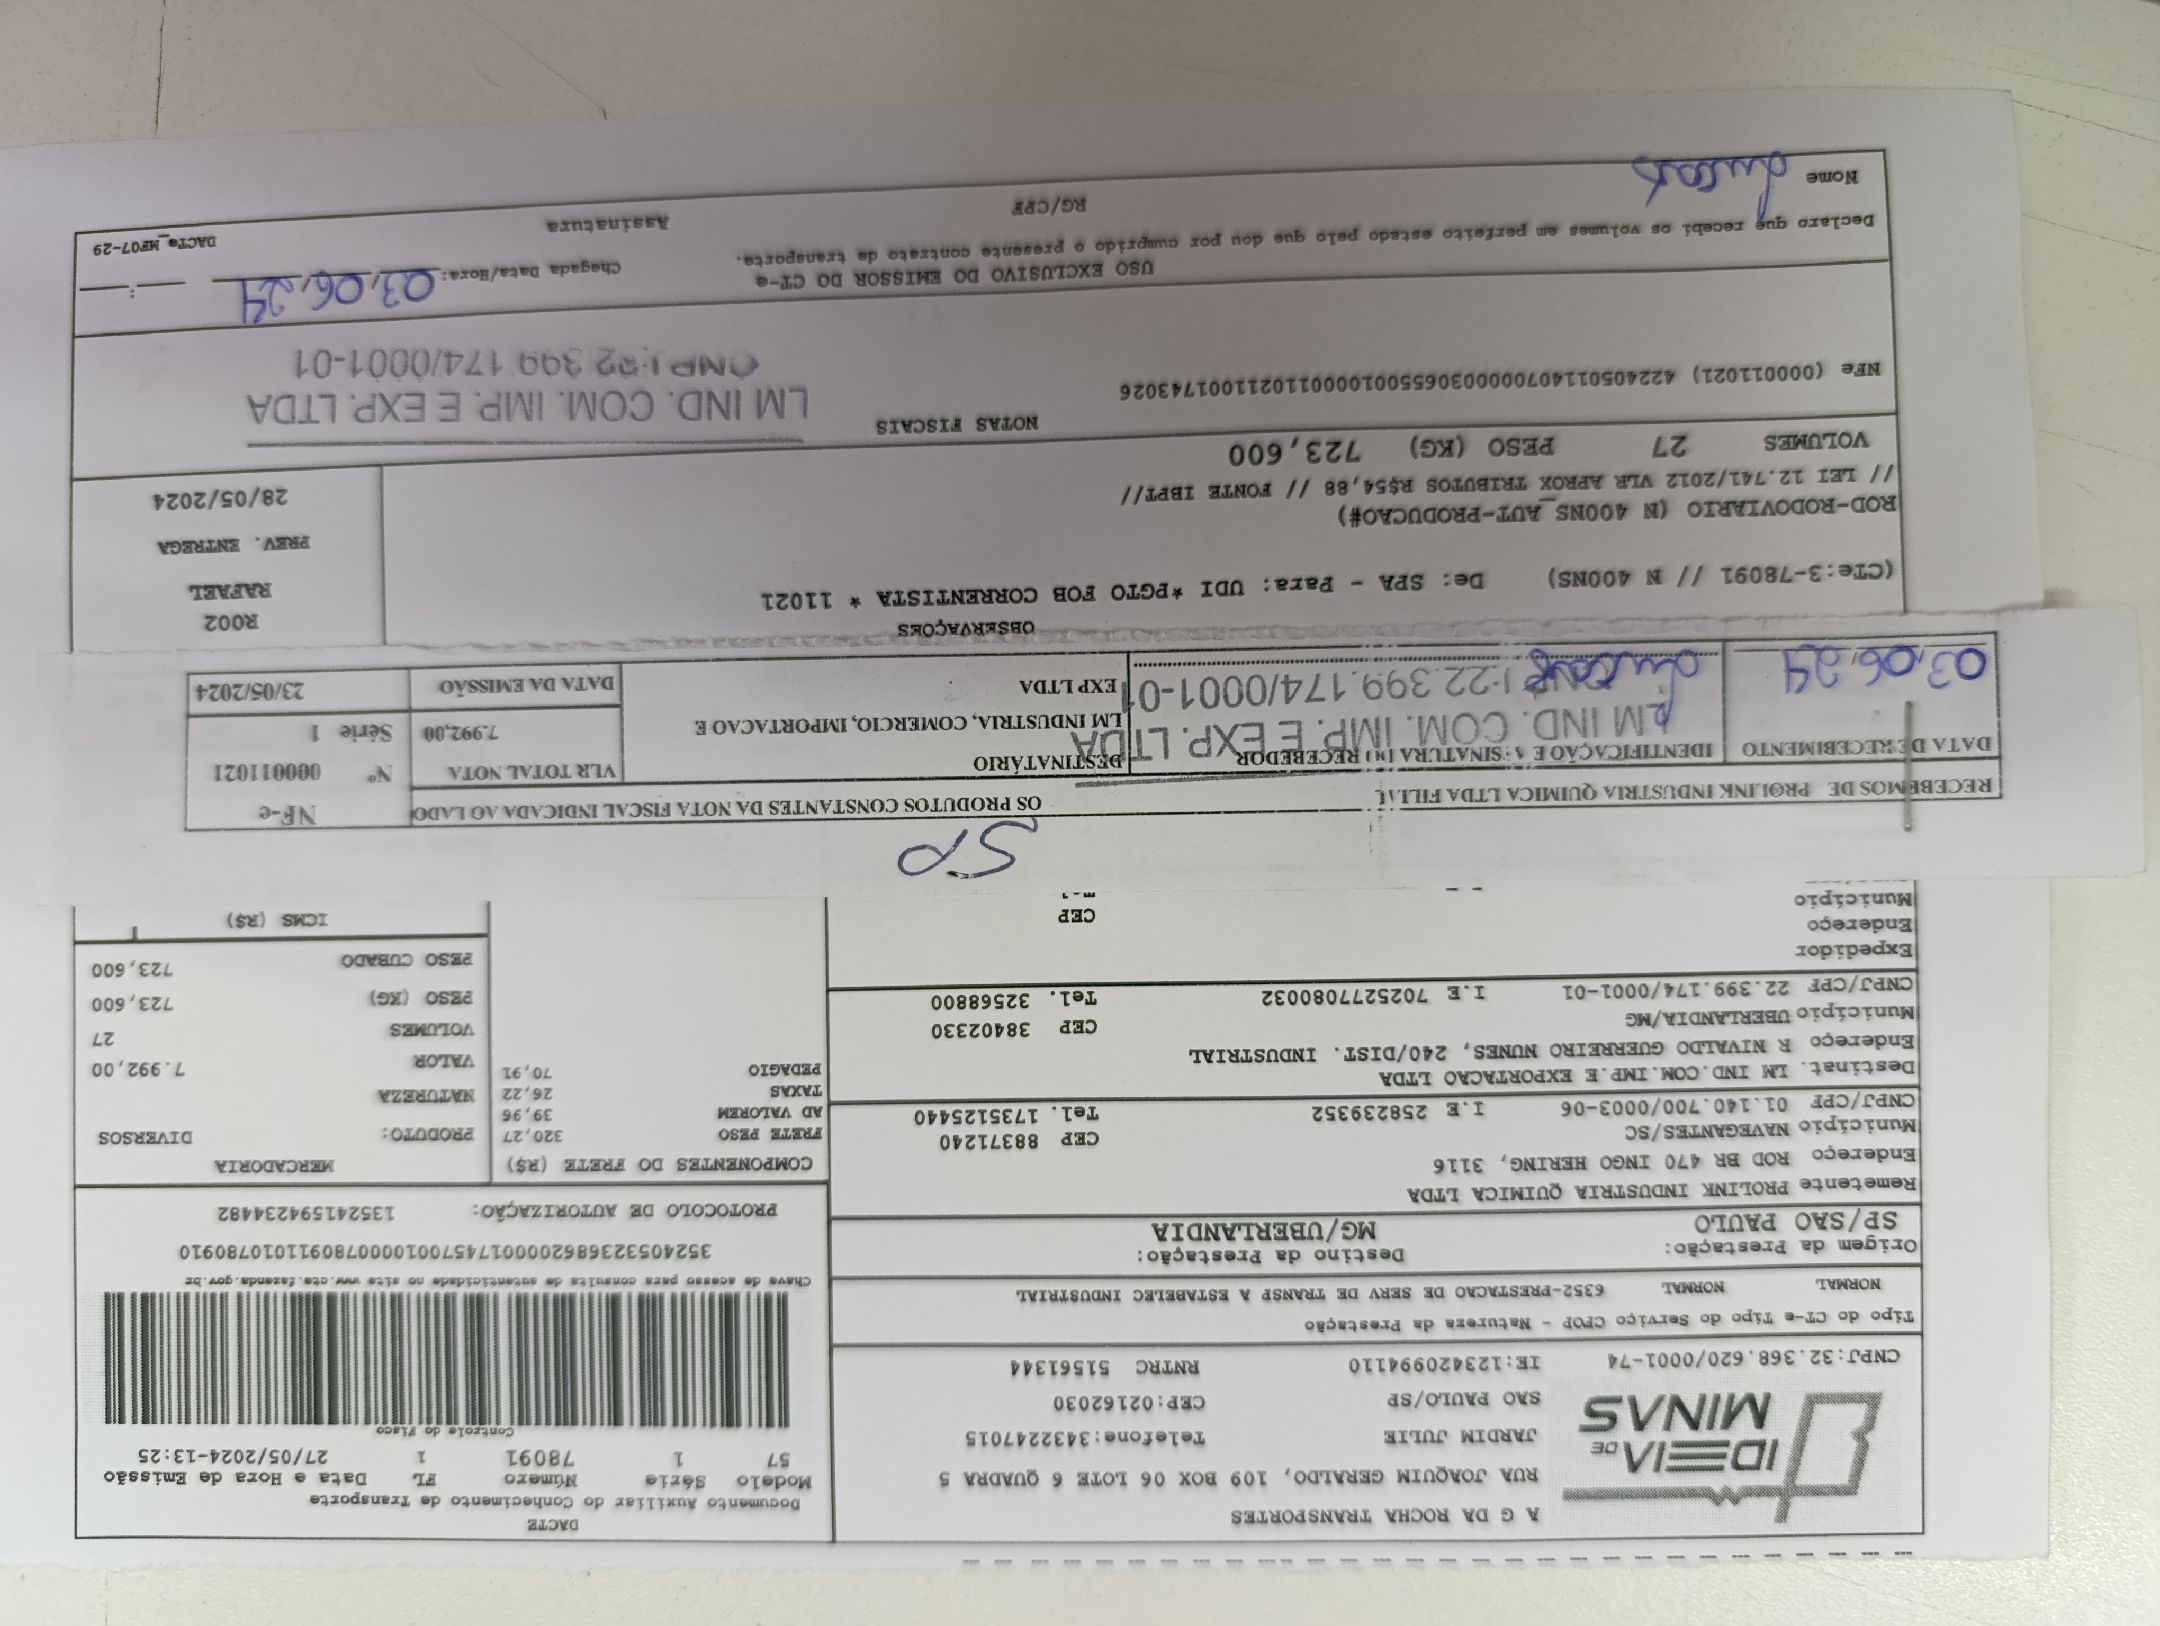 DACTE
Documento Auxiliar do Conhecimento de Transporte
Modelo Série Número FL Data e Hora de Emissão
57 1 78091 1 27/05/2024-13:25
Controle do Fisco
Chave de acesso para consulta de autenticidade no site www.cte.fazenda.gov.br
35240532368620000174570010000780911010780910
PROTOCOLO DE AUTORIZAÇÃO: 135241594234482
IDEIA DE MINAS
A G DA ROCHA TRANSPORTES
RUA JOAQUIM GERALDO, 109 BOX 06 LOTE 6 QUADRA 5
JARDIM JULIE Telefone:3432247015
SAO PAULO/SP CEP:02162030
CNPJ:32.368.620/0001-74 IE:123420994110 RNTRC 51561344
Tipo do CT-e Tipo do Serviço CFOP - Natureza da Prestação
NORMAL NORMAL 6352-PRESTACAO DE SERV DE TRANSP A ESTABELEC INDUSTRIAL
Origem da Prestação: Destino da Prestação:
SP/SAO PAULO MG/UBERLANDIA
Remetente PROLINK INDUSTRIA QUIMICA LTDA
Endereço ROD BR 470 INGO HERING, 3116
Município NAVEGANTES/SC CEP 88371240
CNPJ/CPF 01.140.700/0003-06 I.E 258239352 Tel. 1735125440
Destinat. LM IND.COM.IMP.E EXPORTACAO LTDA
Endereço R NIVALDO GUERREIRO NUNES, 240/DIST. INDUSTRIAL
Município UBERLANDIA/MG CEP 38402330
CNPJ/CPF 22.399.174/0001-01 I.E 7025277080032 Tel. 32568800
Expedidor
Endereço
Município CEP
COMPONENTES DO FRETE (R$)
FRETE PESO 320,27
AD VALOREM 39,96
TAXAS 26,22
PEDAGIO 70,91
MERCADORIA
PRODUTO: DIVERSOS
NATUREZA
VALOR 7.992,00
VOLUMES 27
PESO (KG) 723,600
PESO CUBADO 723,600
ICMS (R$)
SP
RECEBEMOS DE PROLINK INDUSTRIA QUIMICA LTDA FILIAL OS PRODUTOS CONSTANTES DA NOTA FISCAL INDICADA AO LADO
DATA DE RECEBIMENTO
03,06,24
IDENTIFICAÇÃO E ASSINATURA DO RECEBEDOR
LM IND. COM. IMP. E EXP. LTDA
CNPJ:22.399.174/0001-01
Lucas
DESTINATÁRIO
LM INDUSTRIA, COMERCIO, IMPORTACAO E
EXP LTDA
VLR TOTAL NOTA
7.992,00
DATA DA EMISSÃO
23/05/2024
NF-e
Nº 000011021
Série 1
OBSERVAÇOES
(CTe:3-78091 // N 400NS) De: SPA - Para: UDI *PGTO FOB CORRENTISTA * 11021
ROD-RODOVIARIO (N 400NS_AUT-PRODUCAO#)
// LEI 12.741/2012 VLR APROX TRIBUTOS R$54,88 // FONTE IBPT//
VOLUMES 27 PESO (KG) 723,600
R002
RAFAEL
PREV. ENTREGA
28/05/2024
NOTAS FISCAIS
NFe (000011021) 42240501140700000306550010000110211001743026
LM IND. COM. IMP. E EXP. LTDA
CNPJ:22 399 174/0001-01
USO EXCLUSIVO DO EMISSOR DO CT-e
Declaro que recebi os volumes em perfeito estado pelo que dou por cumprido o presente contrato de transporte.
Chegada Data/Hora: 03,06,24
Nome Lucas RG/CPF Assinatura
DACTe_MF07-29